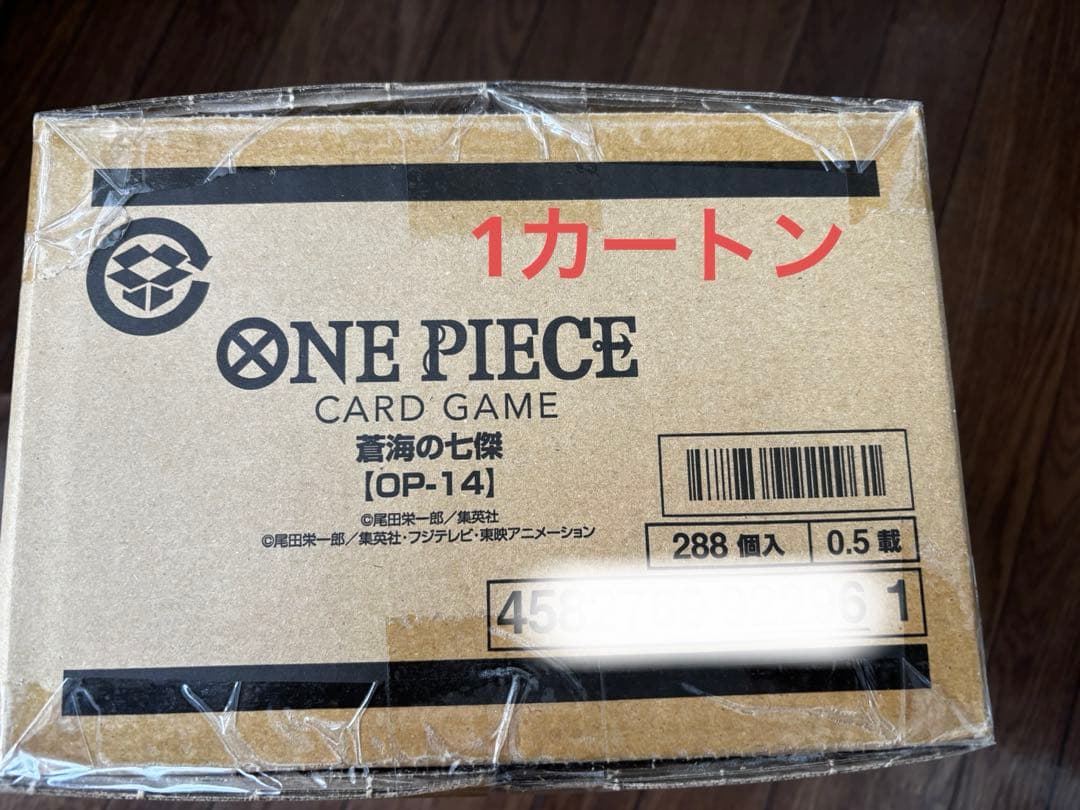 1カートン
ONE PIECE
CARD GAME
蒼海の七傑
【OP-14】
©尾田栄一郎／集英社
©尾田栄一郎／集英社・フジテレビ・東映アニメーション
288 個入
0.5 載